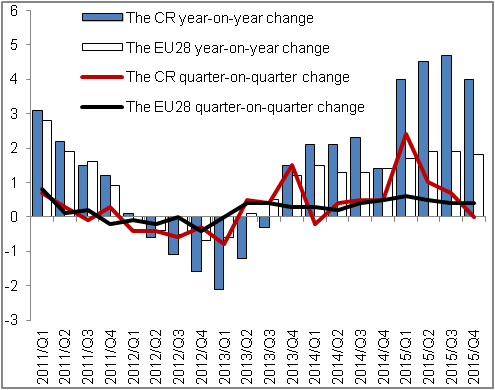 6
5
4
3
2
1
0
-1
-2
-3
The CR year-on-year change
The EU28 year-on-year change
The CR quarter-on-quarter change
The EU28 quarter-on-quarter change
2011/Q1
2011/Q2
2011/Q3
2011/Q4
2012/Q1
2012/Q2
2012/Q3
2012/Q4
2013/Q1
2013/Q2
2013/Q3
2013/Q4
2014/Q1
2014/Q2
2014/Q3
2014/Q4
2015/Q1
2015/Q2
2015/Q3
2015/Q4